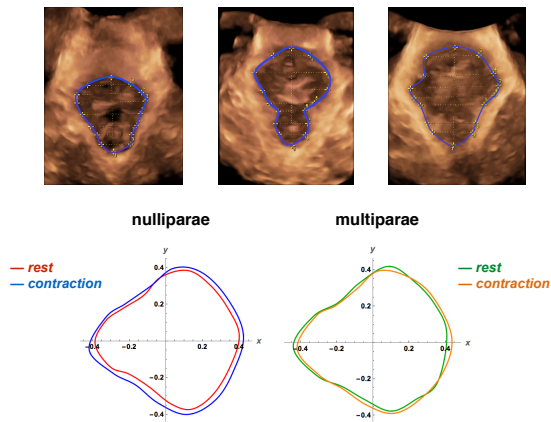 nulliparae
multiparae
— rest
— contraction
y
0.4
0.2
-0.4
-0.2
0.2
0.4
x
-0.2
-0.4
y
0.4
0.2
-0.4
-0.2
0.2
0.4
x
-0.2
-0.4
— rest
— contraction